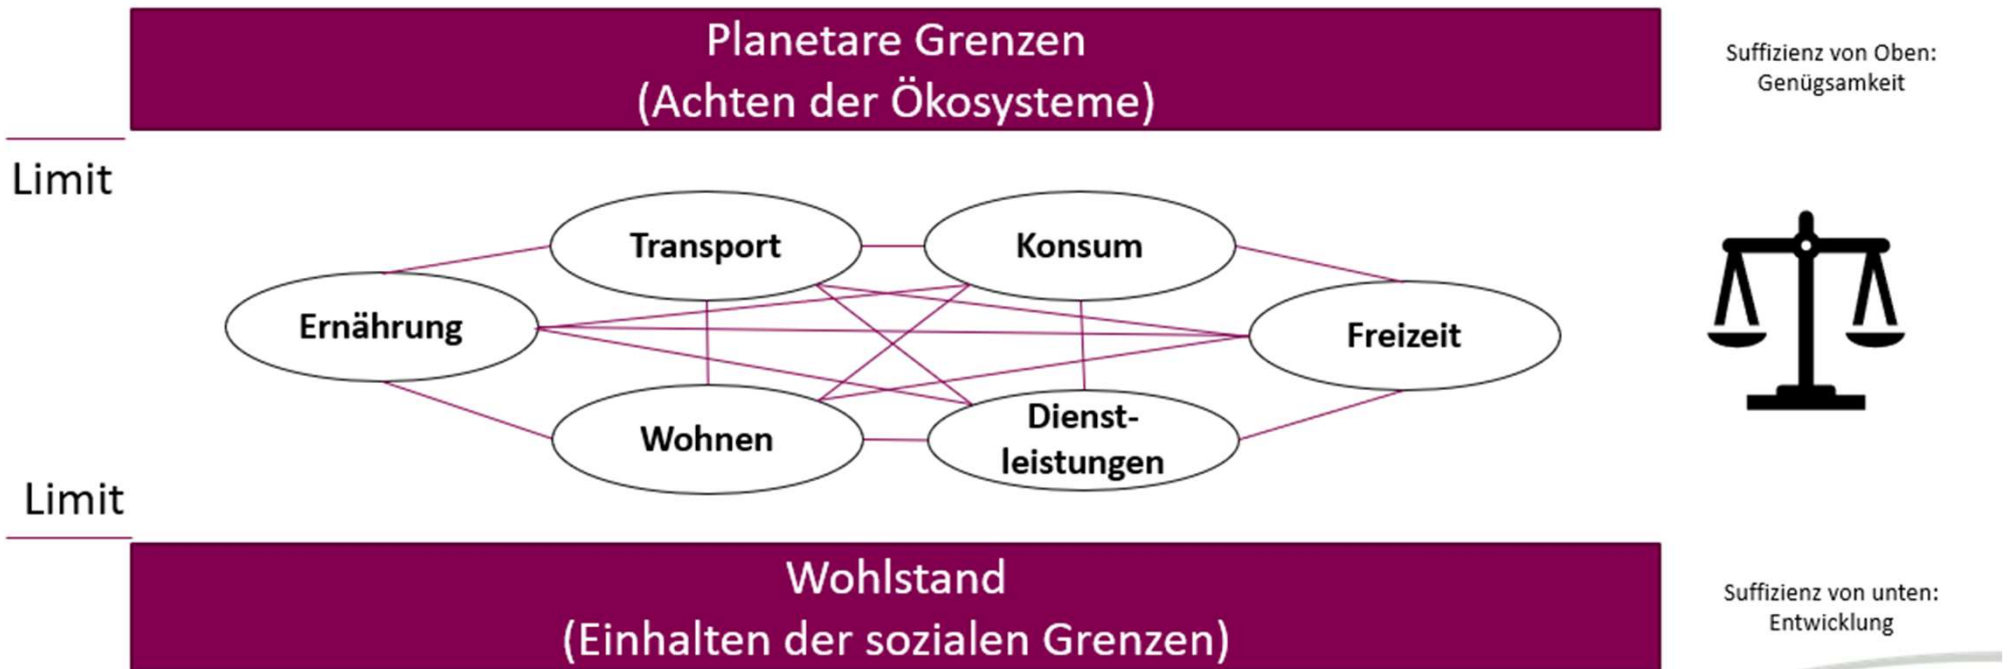 Planetare Grenzen
(Achten der Ökosysteme)
Suffizienz von Oben:
Genügsamkeit
Limit
Transport
Konsum
Ernährung
Freizeit
Wohnen
Dienst-
leistungen
Limit
Wohlstand
(Einhalten der sozialen Grenzen)
Suffizienz von unten:
Entwicklung